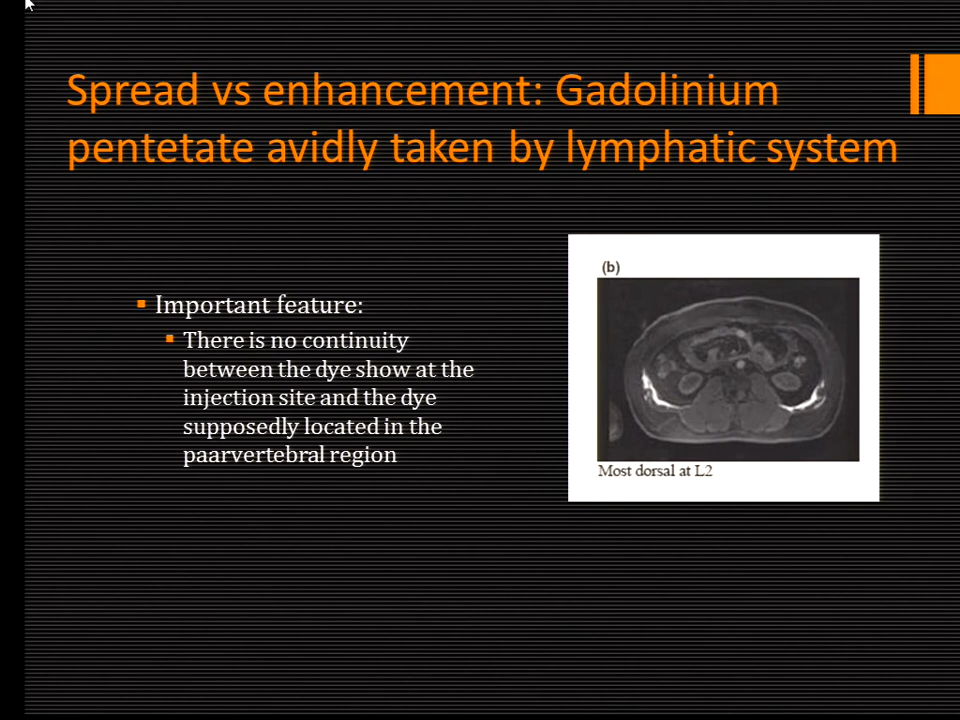 Spread vs enhancement: Gadolinium
pentetate avidly taken by lymphatic system
Important feature:
There is no continuity
between the dye show at the
injection site and the dye
supposedly located in the
paarvertebral region
(b)
Most dorsal at L2